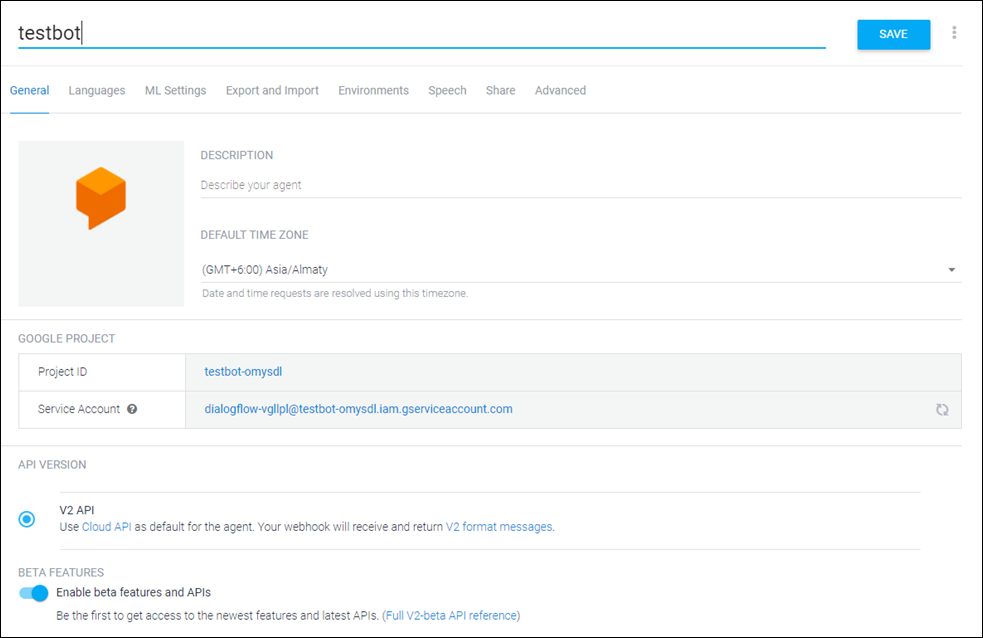 testbot
SAVE
General Languages ML Settings Export and Import Environments Speech Share Advanced
DESCRIPTION
Describe your agent
DEFAULT TIME ZONE
(GMT+6:00) Asia/Almaty
Date and time requests are resolved using this timezone.
GOOGLE PROJECT
Project ID testbot-omysdl
Service Account ? dialogflow-vgllpl@testbot-omysdl.iam.gserviceaccount.com
API VERSION
V2 API
Use Cloud API as default for the agent. Your webhook will receive and return V2 format messages.
BETA FEATURES
Enable beta features and APIs
Be the first to get access to the newest features and latest APIs. (Full V2-beta API reference)